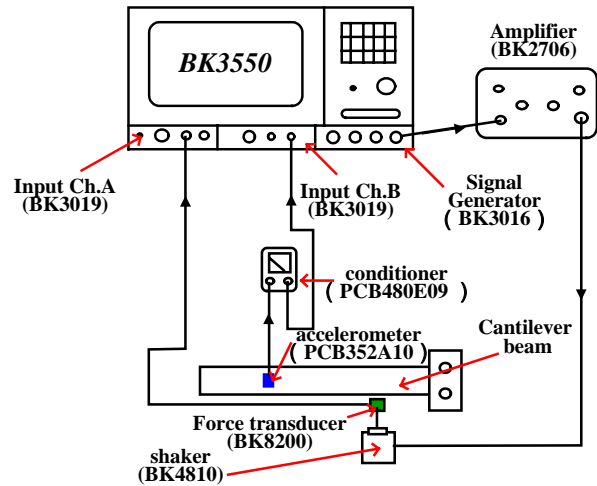 BK3550
Amplifier
(BK2706)
Input Ch.A
(BK3019)
Input Ch.B
(BK3019)
Signal
Generator
( BK3016 )
conditioner
( PCB480E09 )
accelerometer
( PCB352A10 )
Cantilever
beam
Force transducer
(BK8200)
shaker
(BK4810)